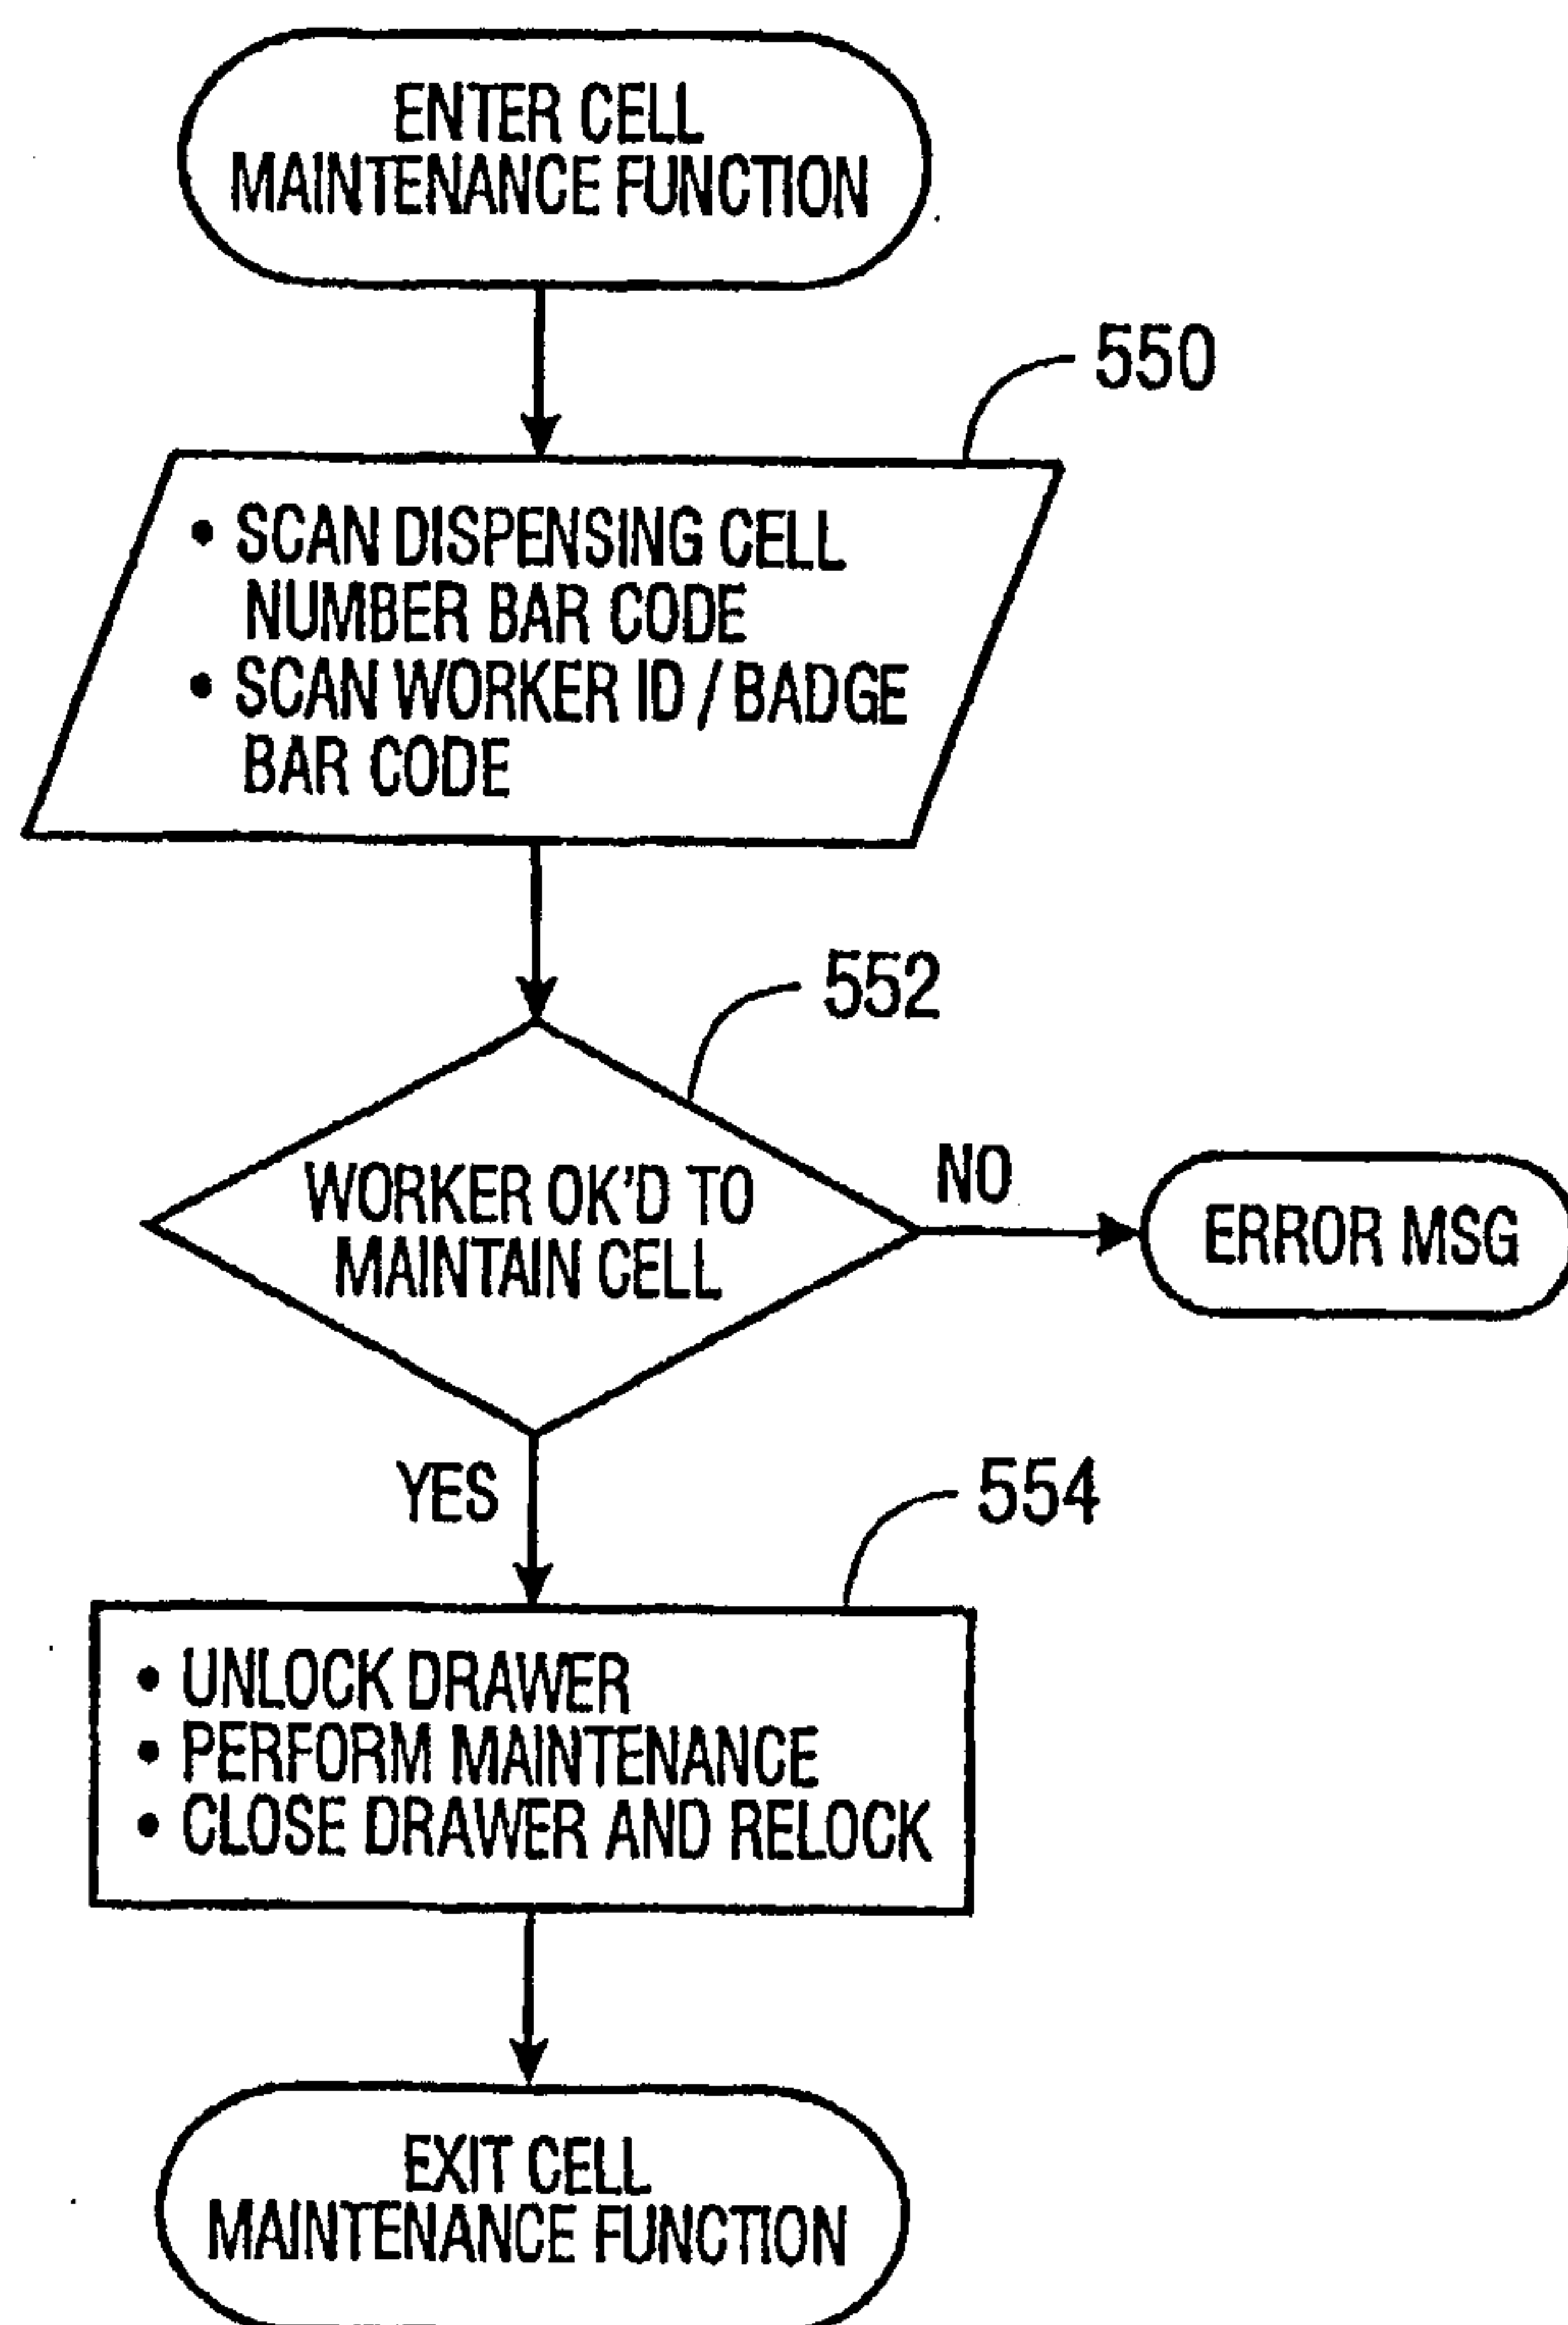 ENTER CELL
MAINTENANCE FUNCTION
550
• SCAN DISPENSING CELL
NUMBER BAR CODE
• SCAN WORKER ID / BADGE
BAR CODE
552
WORKER OK'D TO
MAINTAIN CELL
NO
ERROR MSG
YES
554
• UNLOCK DRAWER
• PERFORM MAINTENANCE
• CLOSE DRAWER AND RELOCK
EXIT CELL
MAINTENANCE FUNCTION